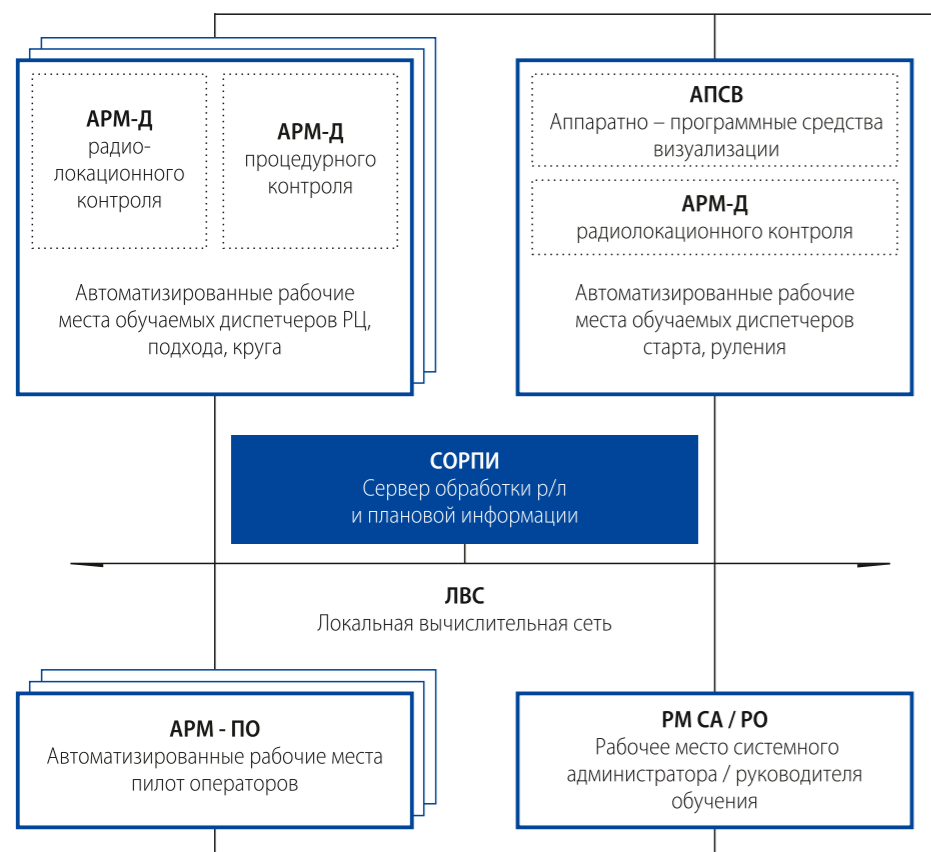 АРМ-Д
радио-
локационного
контроля
АРМ-Д
процедурного
контроля
Автоматизированные рабочие
места обучаемых диспетчеров РЦ,
подхода, круга
АПСВ
Аппаратно – программные средства
визуализации
АРМ-Д
радиолокационного контроля
Автоматизированные рабочие
места обучаемых диспетчеров
старта, руления
СОРПИ
Сервер обработки р/л
и плановой информации
ЛВС
Локальная вычислительная сеть
АРМ - ПО
Автоматизированные рабочие места
пилот операторов
РМ СА / РО
Рабочее место системного
администратора / руководителя
обучения